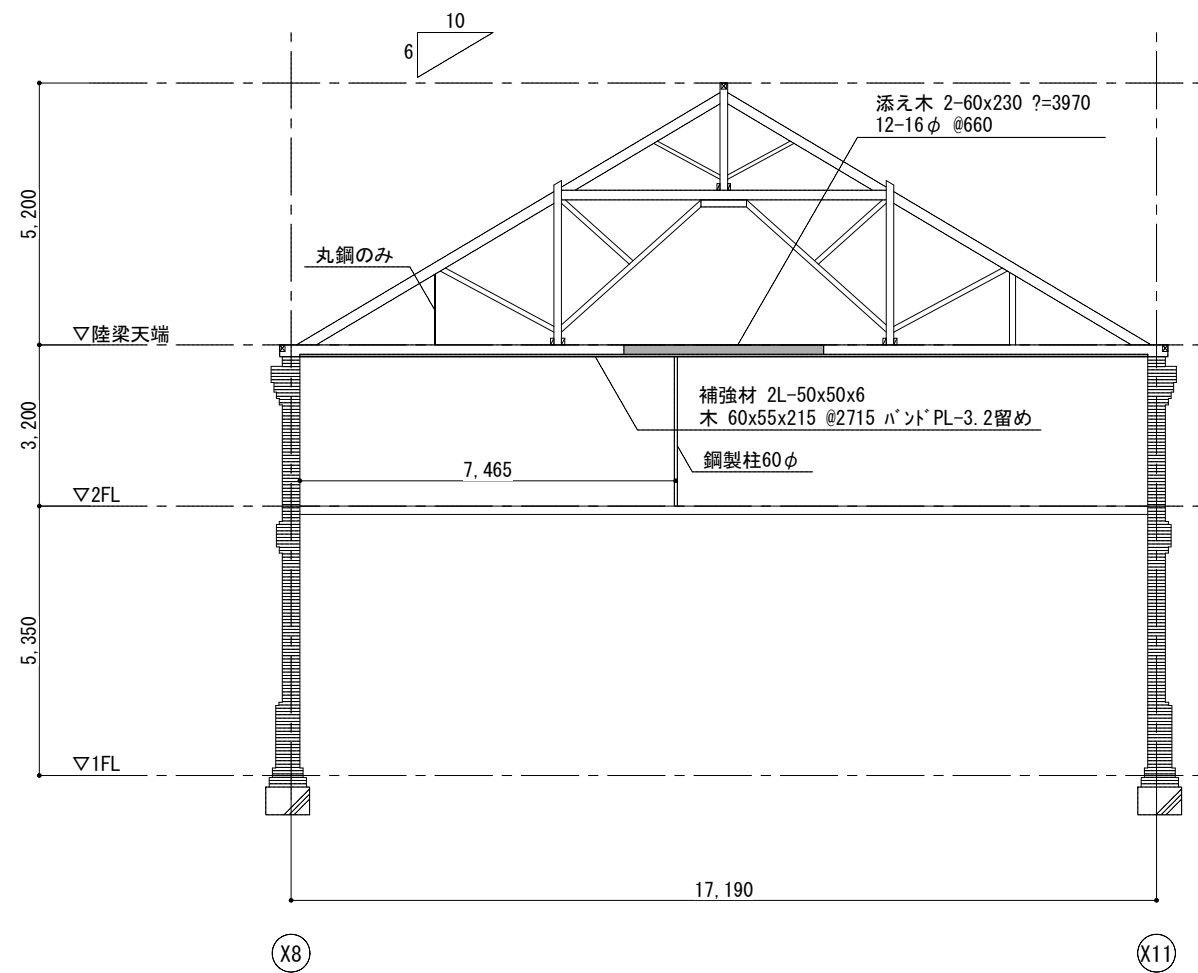 10
6
添え木 2-60x230 ?=3970
12-16φ @660
5,200
丸鋼のみ
▽陸梁天端
補強材 2L-50x50x6
木 60x55x215 @2715 バンドPL-3.2留め
3,200
7,465
鋼製柱60φ
▽2FL
5,350
▽1FL
17,190
X8
X11